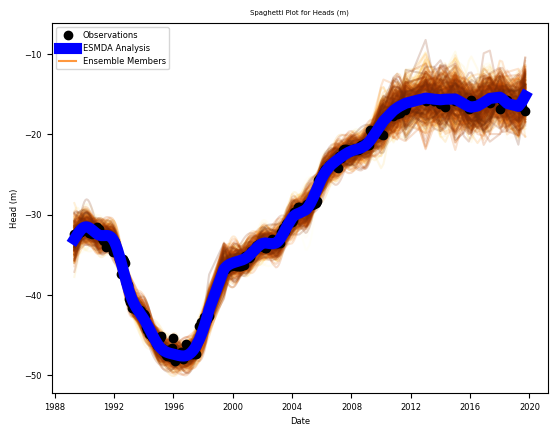 Spaghetti Plot for Heads (m)
Observations
ESMDA Analysis
Ensemble Members
Head (m)
−10
−20
−30
−40
−50
1988 1992 1996 2000 2004 2008 2012 2016 2020
Date